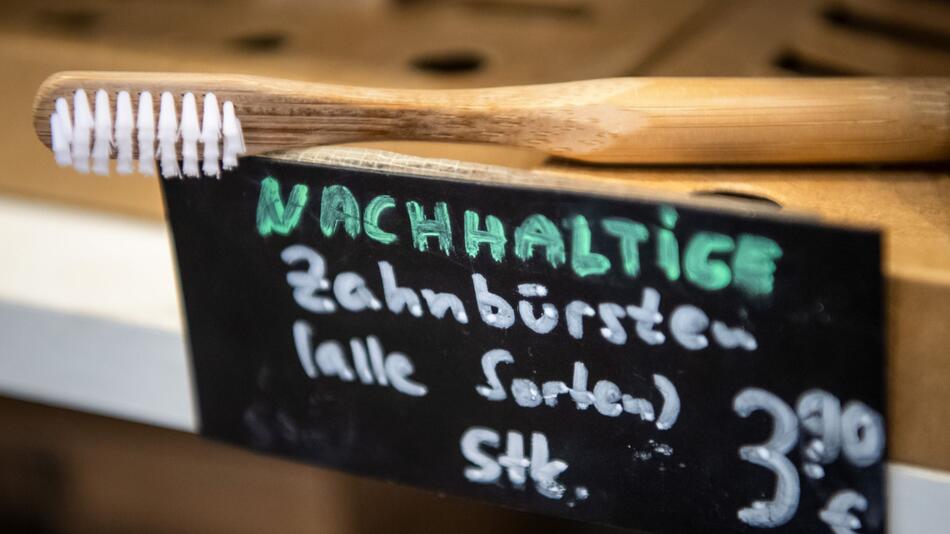 NACHHALTiGE
Zahnbürsten
(alle Sorten)
Stk. 3,90 €